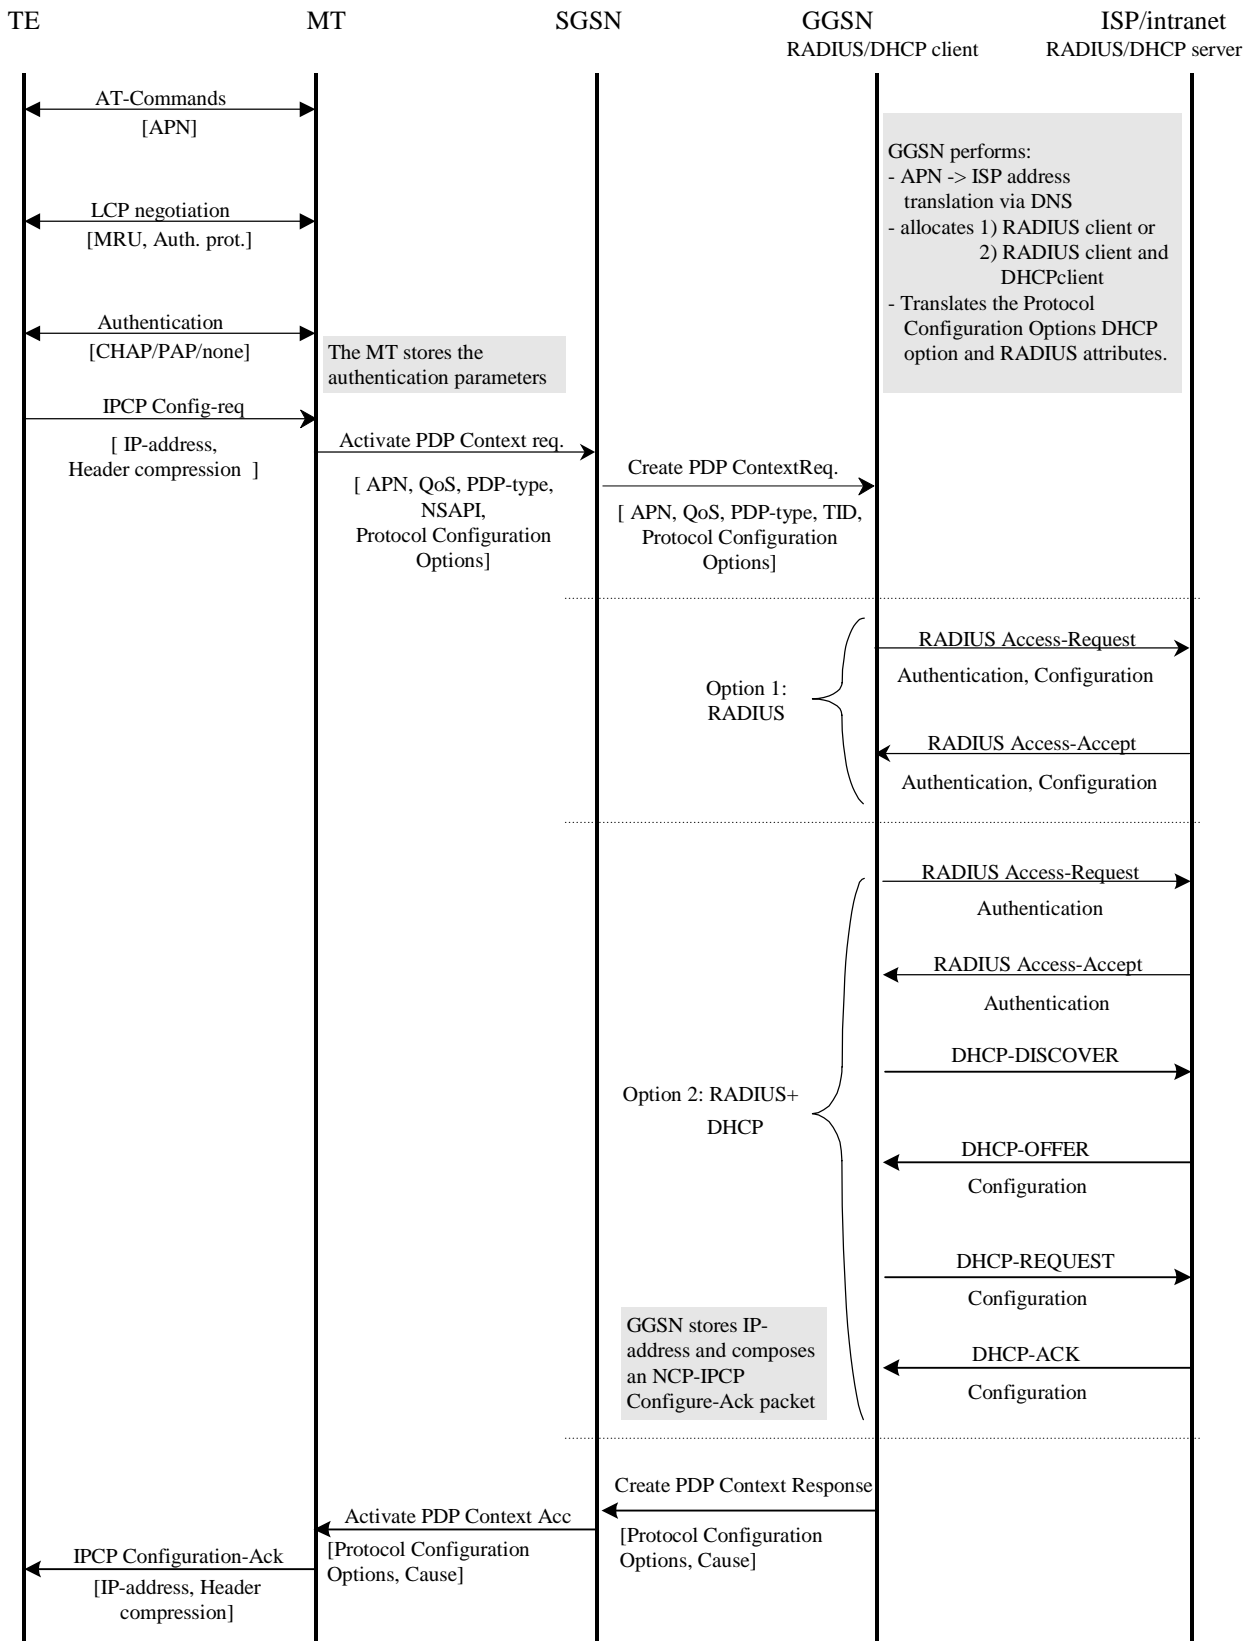 TE
MT
SGSN
GGSN
ISP/intranet
RADIUS/DHCP client
RADIUS/DHCP server
AT-Commands
[APN]
GGSN performs:
- APN -> ISP address
translation via DNS
- allocates 1) RADIUS client or
2) RADIUS client and
DHCPclient
- Translates the Protocol
Configuration Options DHCP
option and RADIUS attributes.
LCP negotiation
[MRU, Auth. prot.]
Authentication
[CHAP/PAP/none]
The MT stores the
authentication parameters
IPCP Config-req
[ IP-address,
Header compression ]
Activate PDP Context req.
[ APN, QoS, PDP-type,
NSAPI,
Protocol Configuration
Options]
Create PDP ContextReq.
[ APN, QoS, PDP-type, TID,
Protocol Configuration
Options]
RADIUS Access-Request
Authentication, Configuration
Option 1:
RADIUS
RADIUS Access-Accept
Authentication, Configuration
RADIUS Access-Request
Authentication
RADIUS Access-Accept
Authentication
DHCP-DISCOVER
Option 2: RADIUS+
DHCP
DHCP-OFFER
Configuration
DHCP-REQUEST
Configuration
GGSN stores IP-
address and composes
an NCP-IPCP
Configure-Ack packet
DHCP-ACK
Configuration
Create PDP Context Response
[Protocol Configuration
Options, Cause]
Activate PDP Context Acc
[Protocol Configuration
Options, Cause]
IPCP Configuration-Ack
[IP-address, Header
compression]